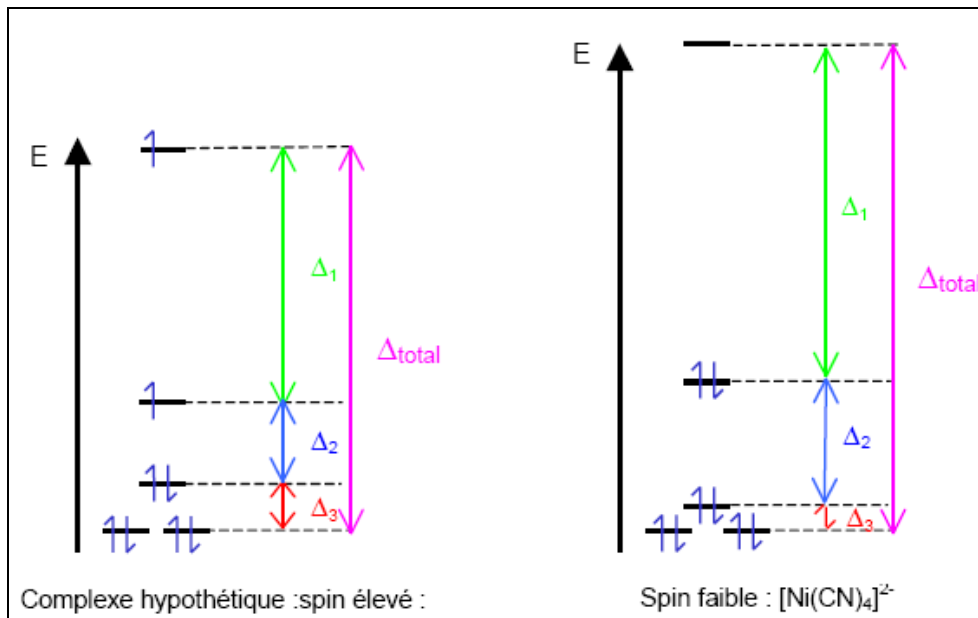 E
Δ1
Δ2
Δ3
Δtotal
Complexe hypothétique :spin élevé :
E
Δ1
Δ2
Δ3
Δtotal
Spin faible : [Ni(CN)4]2-